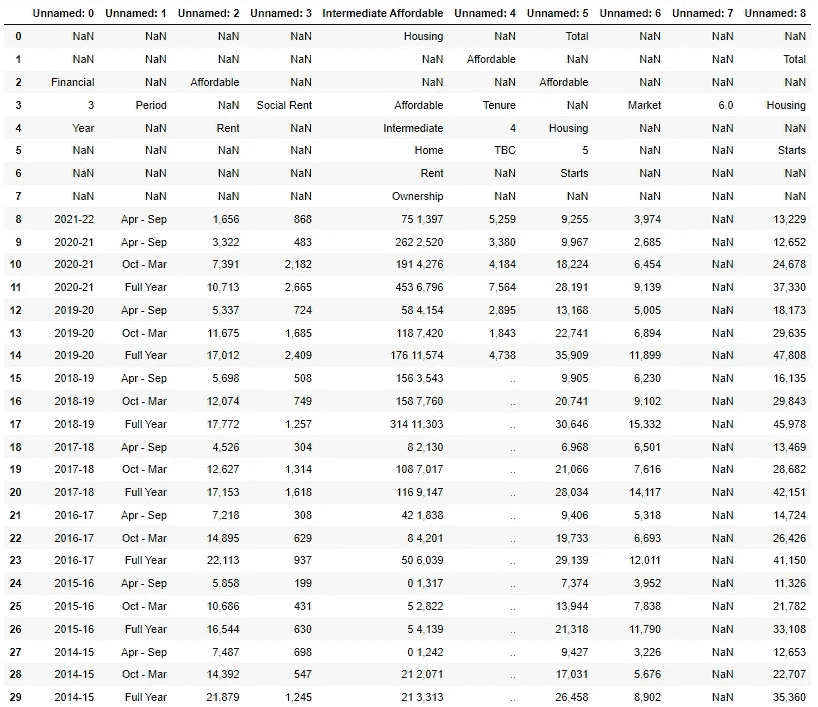 Unnamed: 0 Unnamed: 1 Unnamed: 2 Unnamed: 3 Intermediate Affordable Unnamed: 4 Unnamed: 5 Unnamed: 6 Unnamed: 7 Unnamed: 8
0 NaN NaN NaN NaN Housing NaN Total NaN NaN NaN
1 NaN NaN NaN NaN NaN Affordable NaN NaN NaN Total
2 Financial NaN Affordable NaN NaN NaN Affordable NaN NaN NaN
3 3 Period NaN Social Rent Affordable Tenure NaN Market 6.0 Housing
4 Year NaN Rent NaN Intermediate 4 Housing NaN NaN NaN
5 NaN NaN NaN NaN Home TBC 5 NaN NaN Starts
6 NaN NaN NaN NaN Rent NaN Starts NaN NaN NaN
7 NaN NaN NaN NaN Ownership NaN NaN NaN NaN NaN
8 2021-22 Apr - Sep 1,656 868 75 1,397 5,259 9,255 3,974 NaN 13,229
9 2020-21 Apr - Sep 3,322 483 262 2,520 3,380 9,967 2,685 NaN 12,652
10 2020-21 Oct - Mar 7,391 2,182 191 4,276 4,184 18,224 6,454 NaN 24,678
11 2020-21 Full Year 10,713 2,665 453 6,796 7,564 28,191 9,139 NaN 37,330
12 2019-20 Apr - Sep 5,337 724 58 4,154 2,895 13,168 5,005 NaN 18,173
13 2019-20 Oct - Mar 11,675 1,685 118 7,420 1,843 22,741 6,894 NaN 29,635
14 2019-20 Full Year 17,012 2,409 176 11,574 4,738 35,909 11,899 NaN 47,808
15 2018-19 Apr - Sep 5,698 508 156 3,543 .. 9,905 6,230 NaN 16,135
16 2018-19 Oct - Mar 12,074 749 158 7,760 .. 20,741 9,102 NaN 29,843
17 2018-19 Full Year 17,772 1,257 314 11,303 .. 30,646 15,332 NaN 45,978
18 2017-18 Apr - Sep 4,526 304 8 2,130 .. 6,968 6,501 NaN 13,469
19 2017-18 Oct - Mar 12,627 1,314 108 7,017 .. 21,066 7,616 NaN 28,682
20 2017-18 Full Year 17,153 1,618 116 9,147 .. 28,034 14,117 NaN 42,151
21 2016-17 Apr - Sep 7,218 308 42 1,838 .. 9,406 5,318 NaN 14,724
22 2016-17 Oct - Mar 14,895 629 8 4,201 .. 19,733 6,693 NaN 26,426
23 2016-17 Full Year 22,113 937 50 6,039 .. 29,139 12,011 NaN 41,150
24 2015-16 Apr - Sep 5,858 199 0 1,317 .. 7,374 3,952 NaN 11,326
25 2015-16 Oct - Mar 10,686 431 5 2,822 .. 13,944 7,838 NaN 21,782
26 2015-16 Full Year 16,544 630 5 4,139 .. 21,318 11,790 NaN 33,108
27 2014-15 Apr - Sep 7,487 698 0 1,242 .. 9,427 3,226 NaN 12,653
28 2014-15 Oct - Mar 14,392 547 21 2,071 .. 17,031 5,676 NaN 22,707
29 2014-15 Full Year 21,879 1,245 21 3,313 .. 26,458 8,902 NaN 35,360